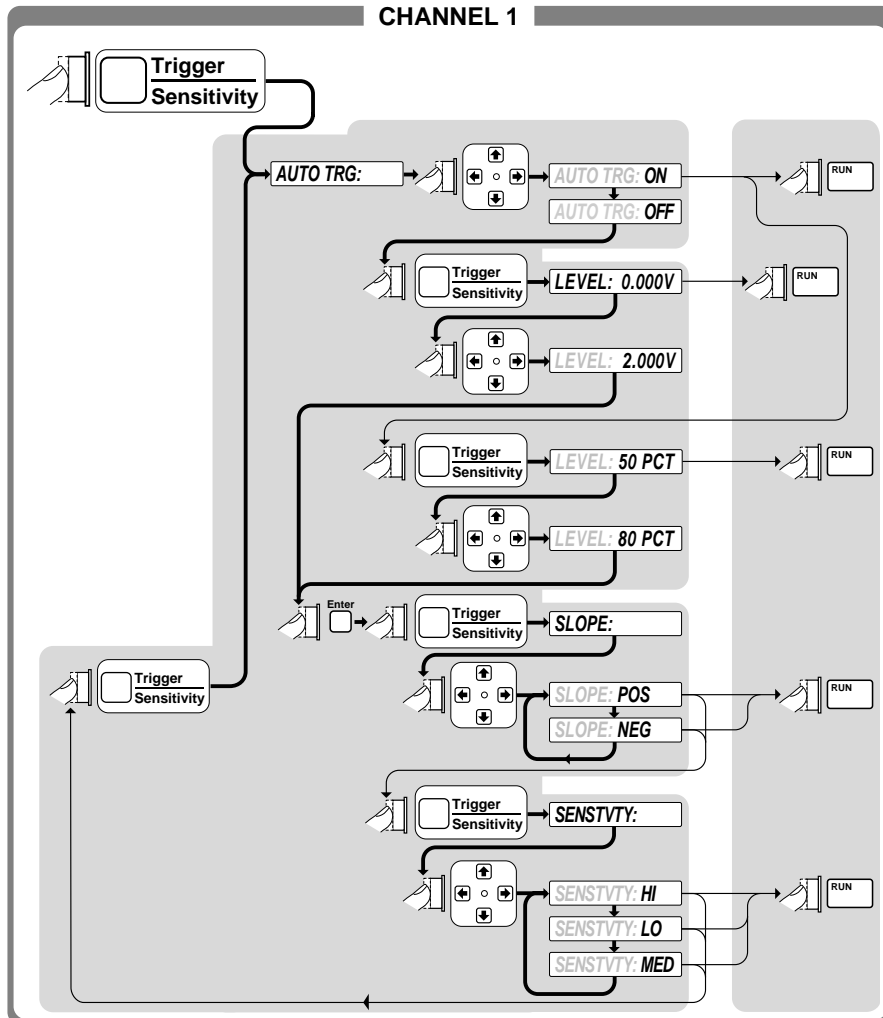 CHANNEL 1
Trigger
Sensitivity
AUTO TRG:
AUTO TRG: ON
RUN
AUTO TRG: OFF
Trigger
Sensitivity
LEVEL: 0.000V
RUN
LEVEL: 2.000V
Trigger
Sensitivity
LEVEL: 50 PCT
RUN
LEVEL: 80 PCT
Enter
Trigger
Sensitivity
SLOPE:
Trigger
Sensitivity
SLOPE: POS
RUN
SLOPE: NEG
Trigger
Sensitivity
SENSTVTY:
SENSTVTY: HI
RUN
SENSTVTY: LO
SENSTVTY: MED